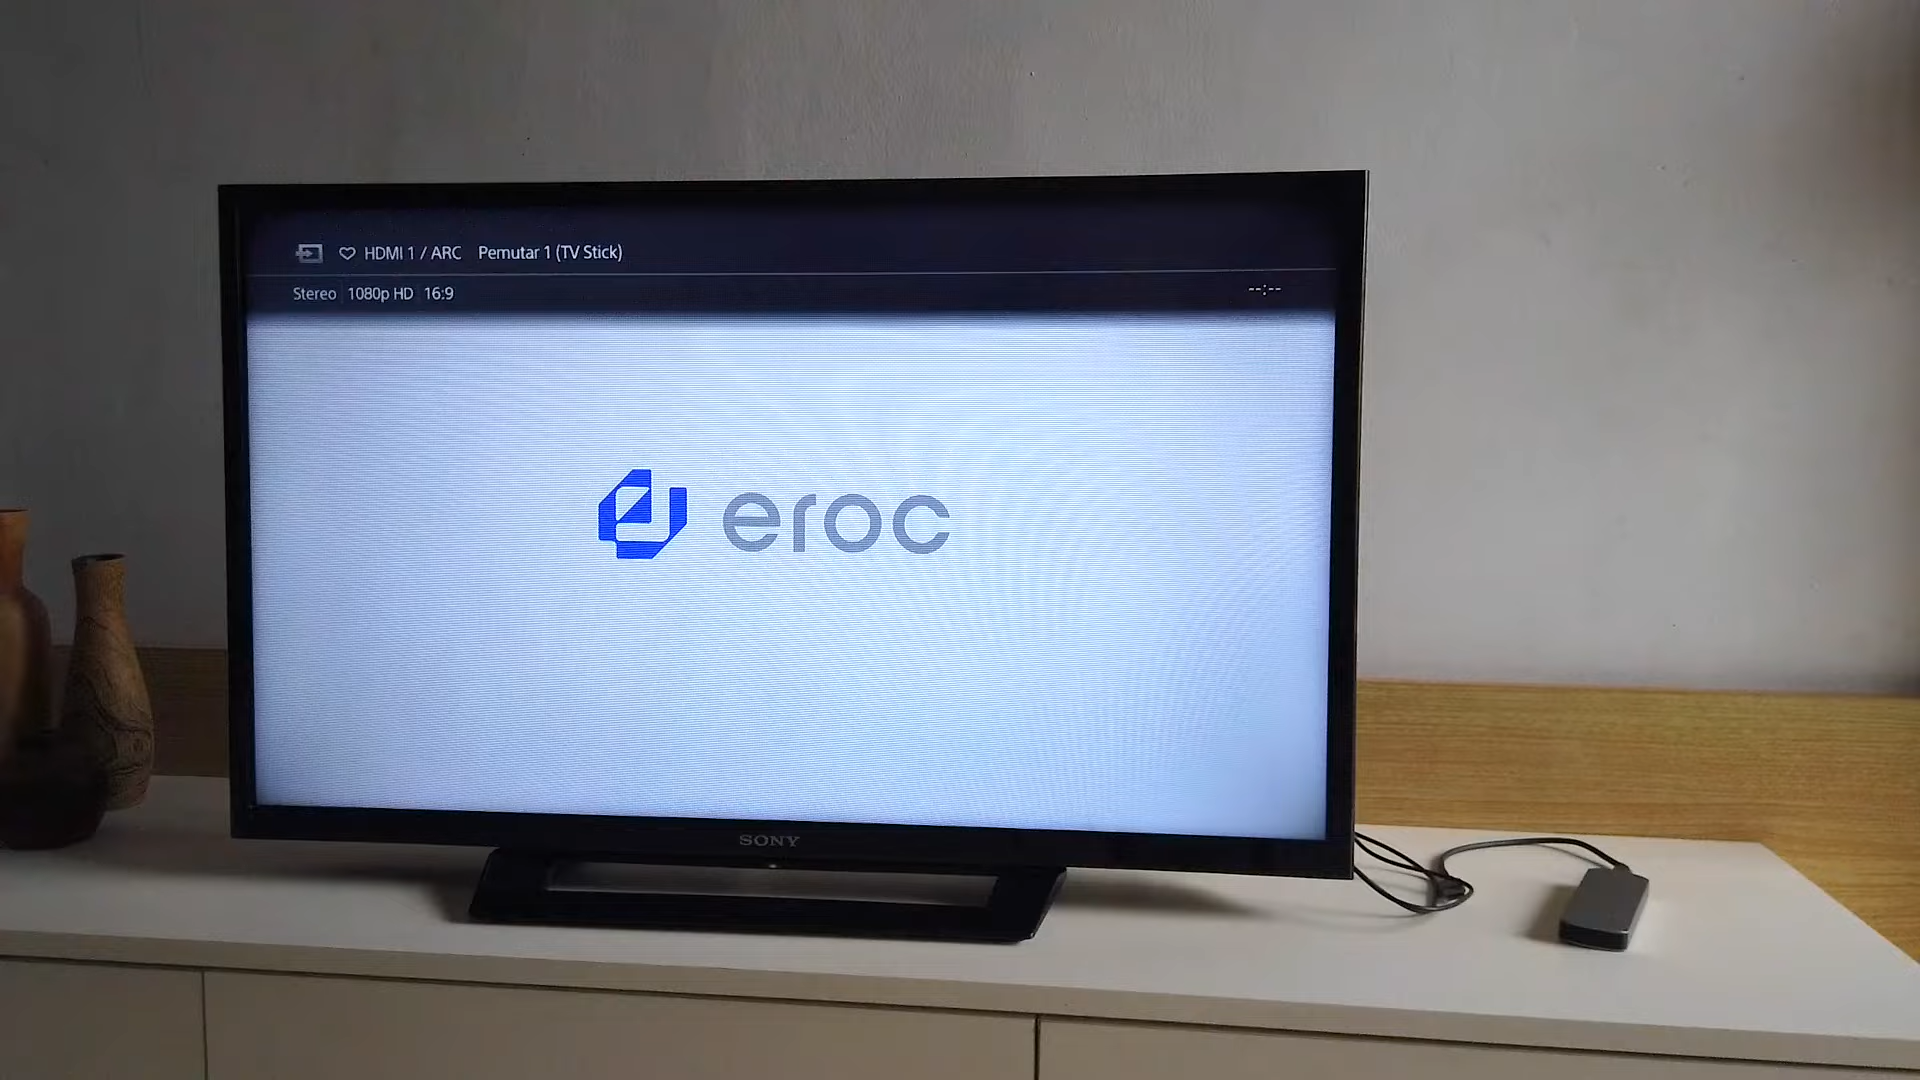 HDMI 1 / ARC Pemutar 1 (TV Stick)
Stereo 1080p HD 16:9
--:--
eroc
SONY